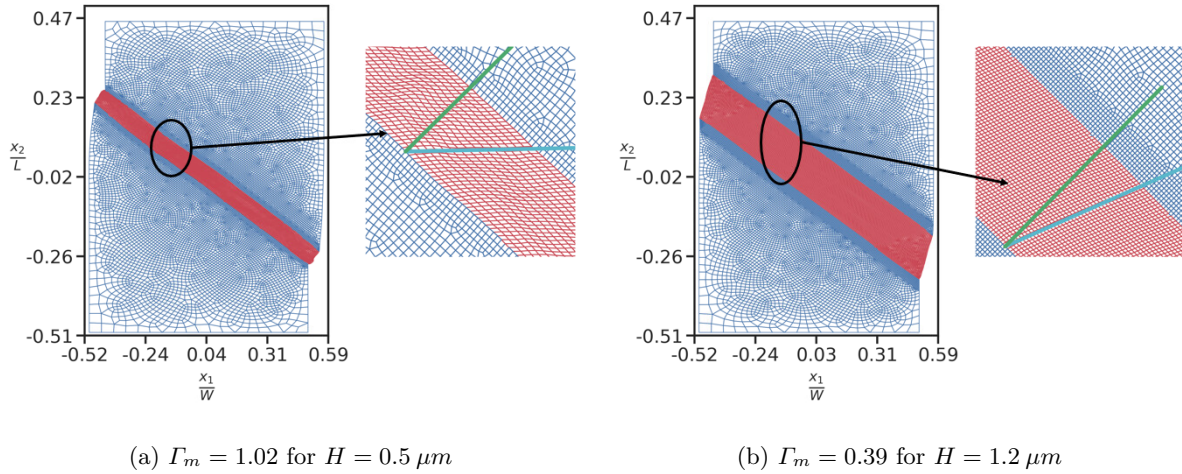 0.47
0.23
x₂
L
-0.02
-0.26
-0.51
-0.52 -0.24 0.04 0.31 0.59
x₁
W
0.47
0.23
x₂
L
-0.02
-0.26
-0.51
-0.52 -0.24 0.03 0.31 0.59
x₁
W
(a) Γₘ = 1.02 for H = 0.5 μm
(b) Γₘ = 0.39 for H = 1.2 μm